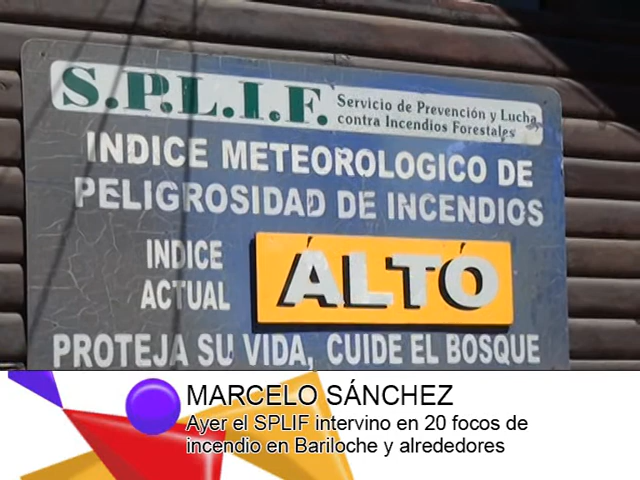 S.P.L.I.F.
Servicio de Prevención y Lucha
contra Incendios Forestales
INDICE METEOROLOGICO DE
PELIGROSIDAD DE INCENDIOS
INDICE
ACTUAL
ALTO
PROTEJA SU VIDA, CUIDE EL BOSQUE
MARCELO SÁNCHEZ
Ayer el SPLIF intervino en 20 focos de
incendio en Bariloche y alrededores